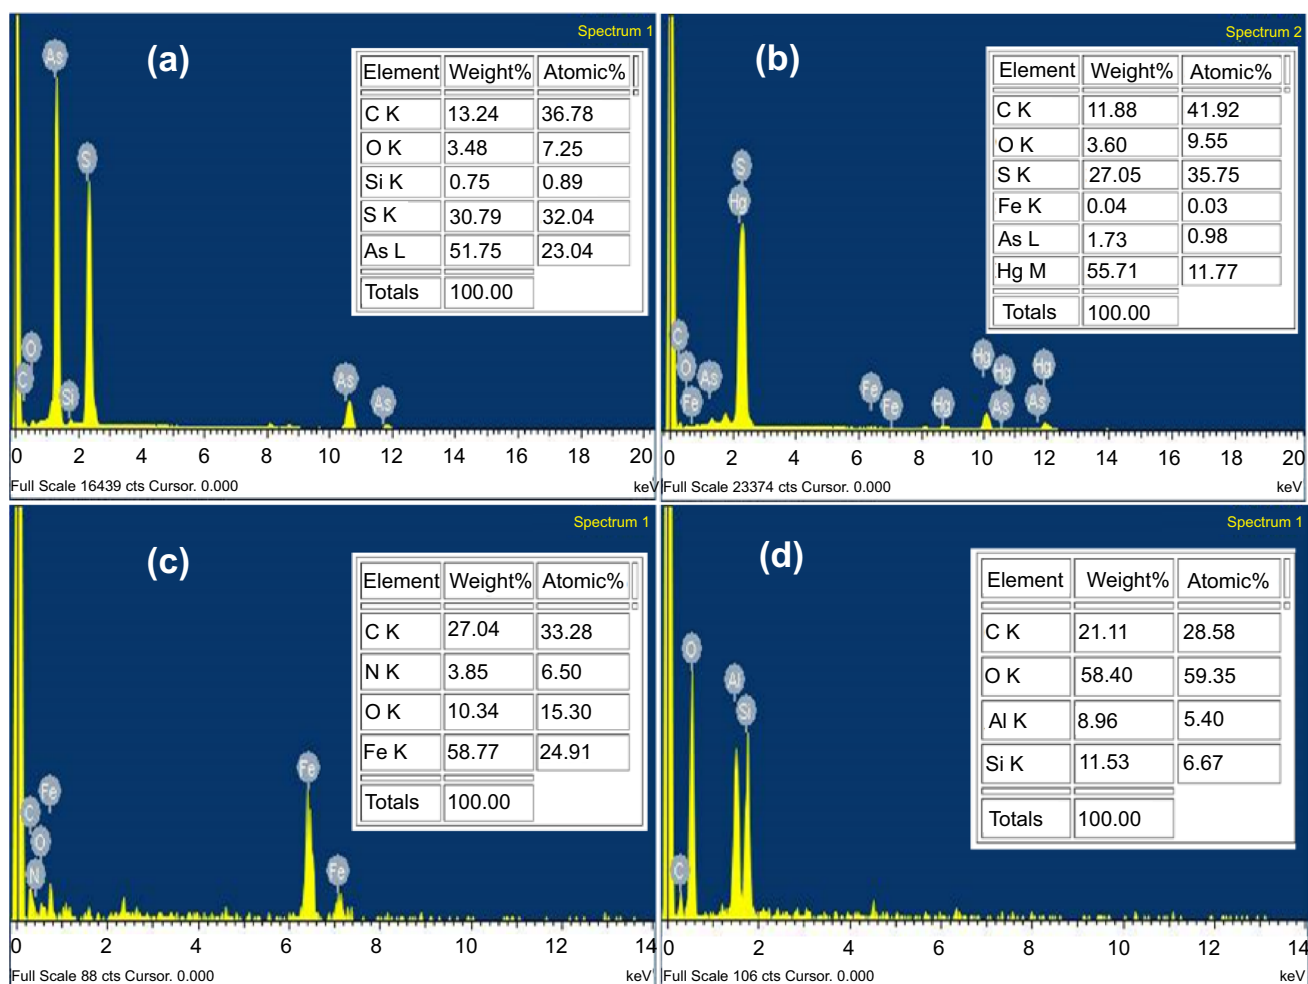 Spectrum 1
(a)
As
S
O
C
Si
As
As
Element Weight% Atomic%
C K 13.24 36.78
O K 3.48 7.25
Si K 0.75 0.89
S K 30.79 32.04
As L 51.75 23.04
Totals 100.00
0 2 4 6 8 10 12 14 16 18 20
Full Scale 16439 cts Cursor. 0.000 keV
Spectrum 2
(b)
S
Hg
C
O
Fe
As
Fe
Fe
Hg
Hg
Hg
As
Hg
As
Element Weight% Atomic%
C K 11.88 41.92
O K 3.60 9.55
S K 27.05 35.75
Fe K 0.04 0.03
As L 1.73 0.98
Hg M 55.71 11.77
Totals 100.00
0 2 4 6 8 10 12 14 16 18 20
Full Scale 23374 cts Cursor. 0.000 keV
Spectrum 1
(c)
Fe
C
O
N
Fe
Fe
Element Weight% Atomic%
C K 27.04 33.28
N K 3.85 6.50
O K 10.34 15.30
Fe K 58.77 24.91
Totals 100.00
0 2 4 6 8 10 12 14
Full Scale 88 cts Cursor. 0.000 keV
Spectrum 1
(d)
O
Al
Si
C
Element Weight% Atomic%
C K 21.11 28.58
O K 58.40 59.35
Al K 8.96 5.40
Si K 11.53 6.67
Totals 100.00
0 2 4 6 8 10 12 14
Full Scale 106 cts Cursor. 0.000 keV